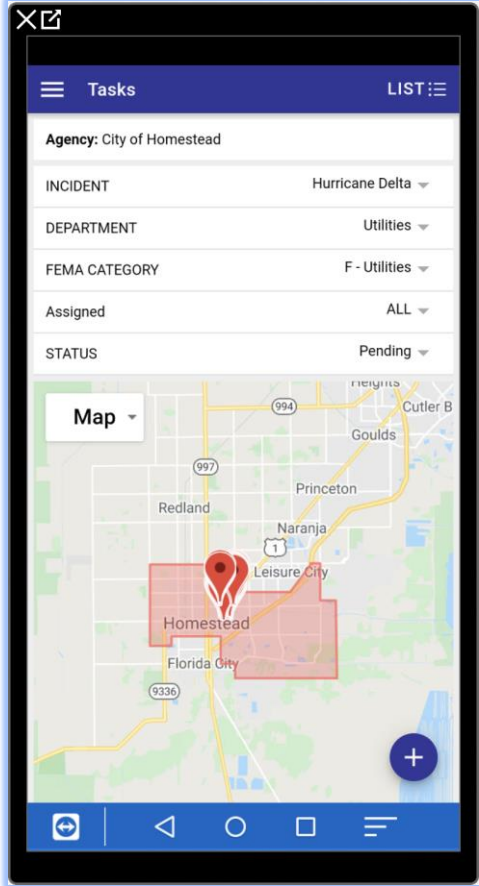 Tasks LIST
Agency: City of Homestead
INCIDENT Hurricane Delta
DEPARTMENT Utilities
FEMA CATEGORY F - Utilities
Assigned ALL
STATUS Pending
Heights
Map 994 Cutler B
Goulds
997
Princeton
Redland
Naranja
1
Leisure City
Homestead
Florida City
9336
+